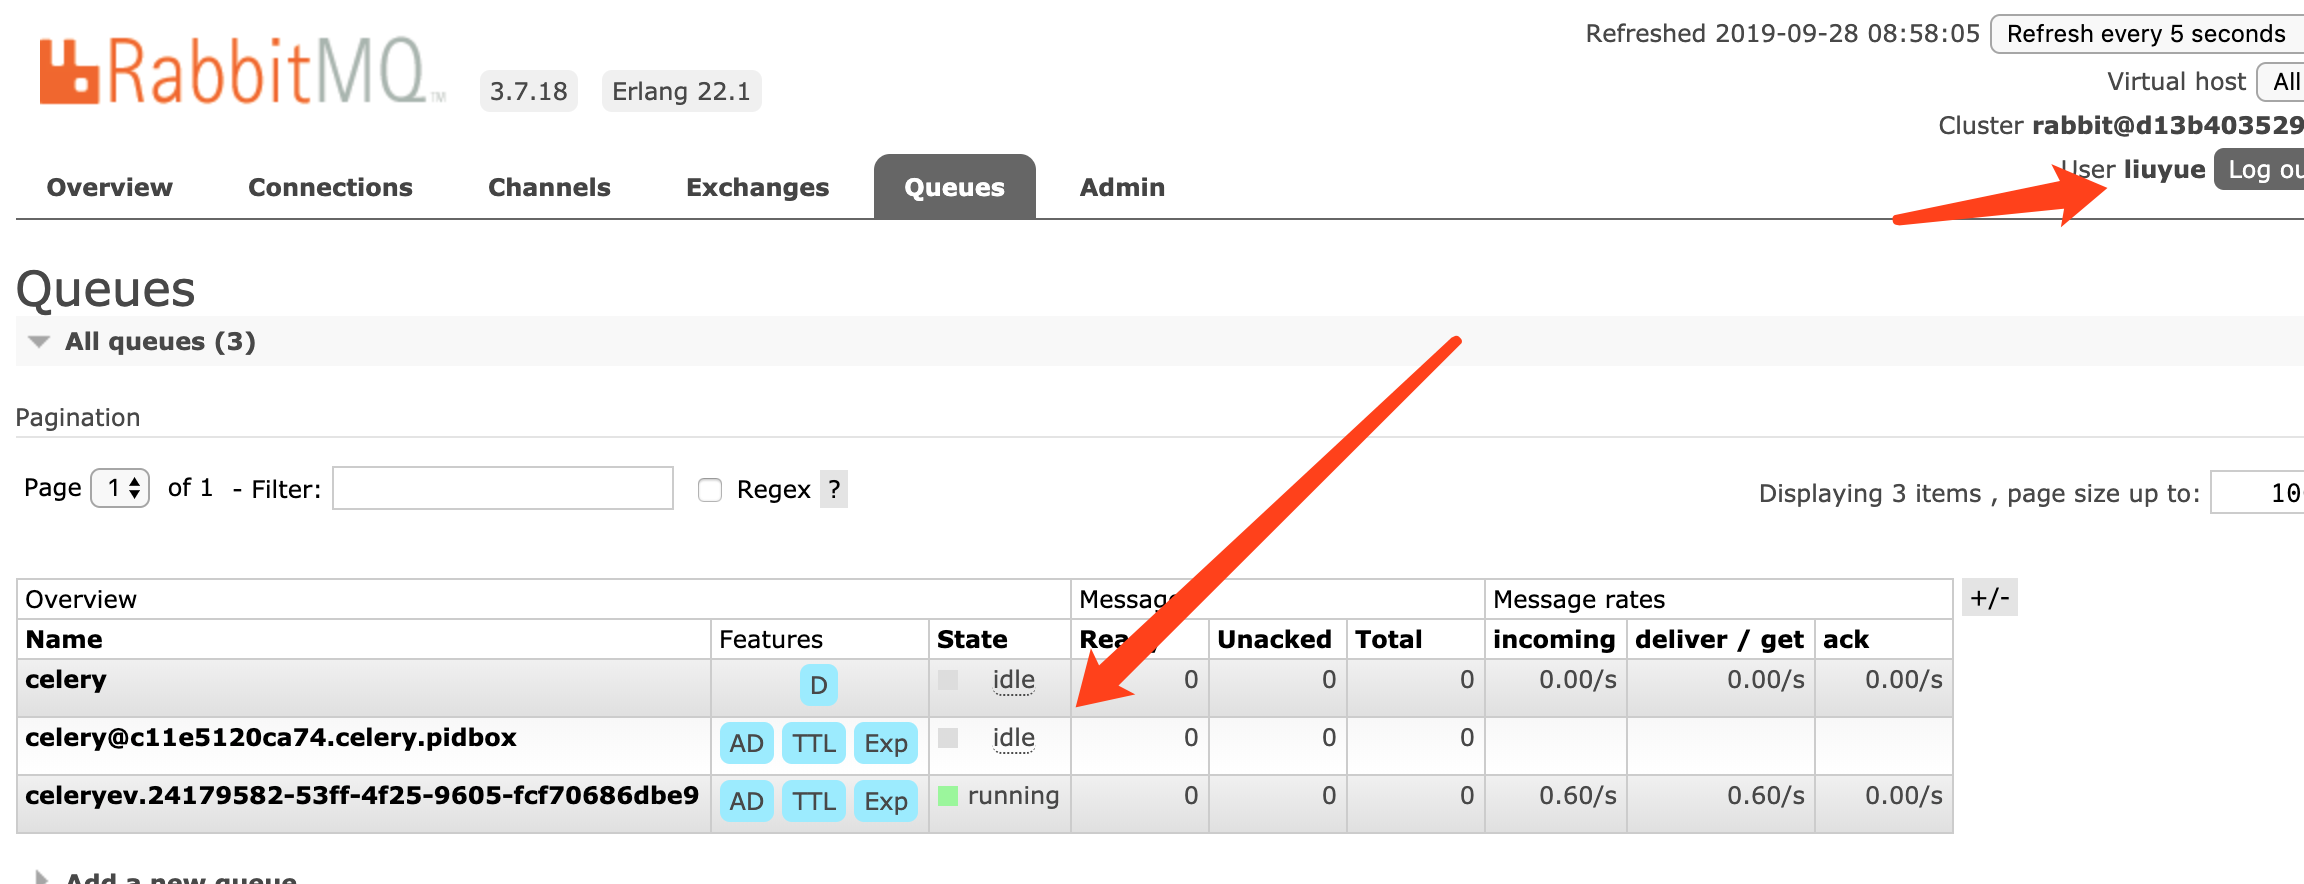 RabbitMQ TM 3.7.18 Erlang 22.1
Refreshed 2019-09-28 08:58:05 Refresh every 5 seconds
Virtual host All
Cluster rabbit@d13b403529
User liuyue Log ou
Overview Connections Channels Exchanges Queues Admin
Queues
All queues (3)
Pagination
Page 1 of 1 - Filter: Regex ? Displaying 3 items , page size up to: 10
Overview Message rates +/-
Name Features State Unacked Total incoming deliver / get ack
celery D idle 0 0 0 0.00/s 0.00/s 0.00/s
celery@c11e5120ca74.celery.pidbox AD TTL Exp idle 0 0 0
celeryev.24179582-53ff-4f25-9605-fcf70686dbe9 AD TTL Exp running 0 0 0 0.60/s 0.60/s 0.00/s
Add a new queue